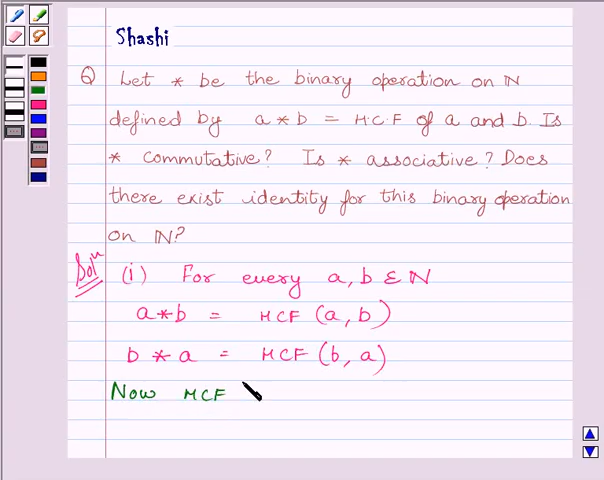 Shashi
Q Let * be the binary operation on ℕ
defined by a * b = H.C.F of a and b. Is
* commutative? Is * associative? Does
there exist identity for this binary operation
on ℕ?
Solⁿ (i) For every a, b ε ℕ
a * b = HCF (a, b)
b * a = HCF (b, a)
Now HCF